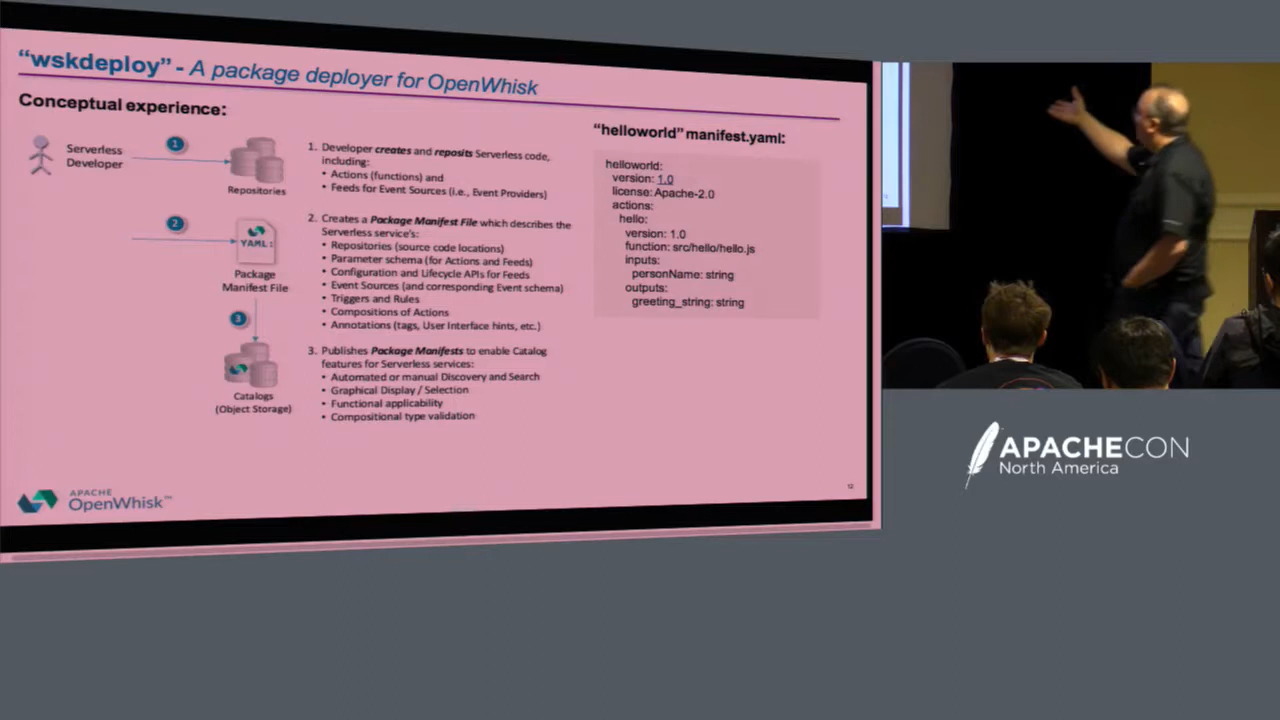 “wskdeploy” - A package deployer for OpenWhisk
Conceptual experience:
Serverless
Developer
1
Repositories
2
YAML:
Package
Manifest File
3
Catalogs
(Object Storage)
1. Developer creates and reposits Serverless code,
including:
• Actions (functions) and
• Feeds for Event Sources (i.e., Event Providers)
2. Creates a Package Manifest File which describes the
Serverless service's:
• Repositories (source code locations)
• Parameter schema (for Actions and Feeds)
• Configuration and Lifecycle APIs for Feeds
• Event Sources (and corresponding Event schema)
• Triggers and Rules
• Compositions of Actions
• Annotations (tags, User Interface hints, etc.)
3. Publishes Package Manifests to enable Catalog
features for Serverless services:
• Automated or manual Discovery and Search
• Graphical Display / Selection
• Functional applicability
• Compositional type validation
“helloworld” manifest.yaml:
helloworld:
version: 1.0
license: Apache-2.0
actions:
hello:
version: 1.0
function: src/hello/hello.js
inputs:
personName: string
outputs:
greeting_string: string
APACHE
OpenWhisk™
12
APACHECON
North America